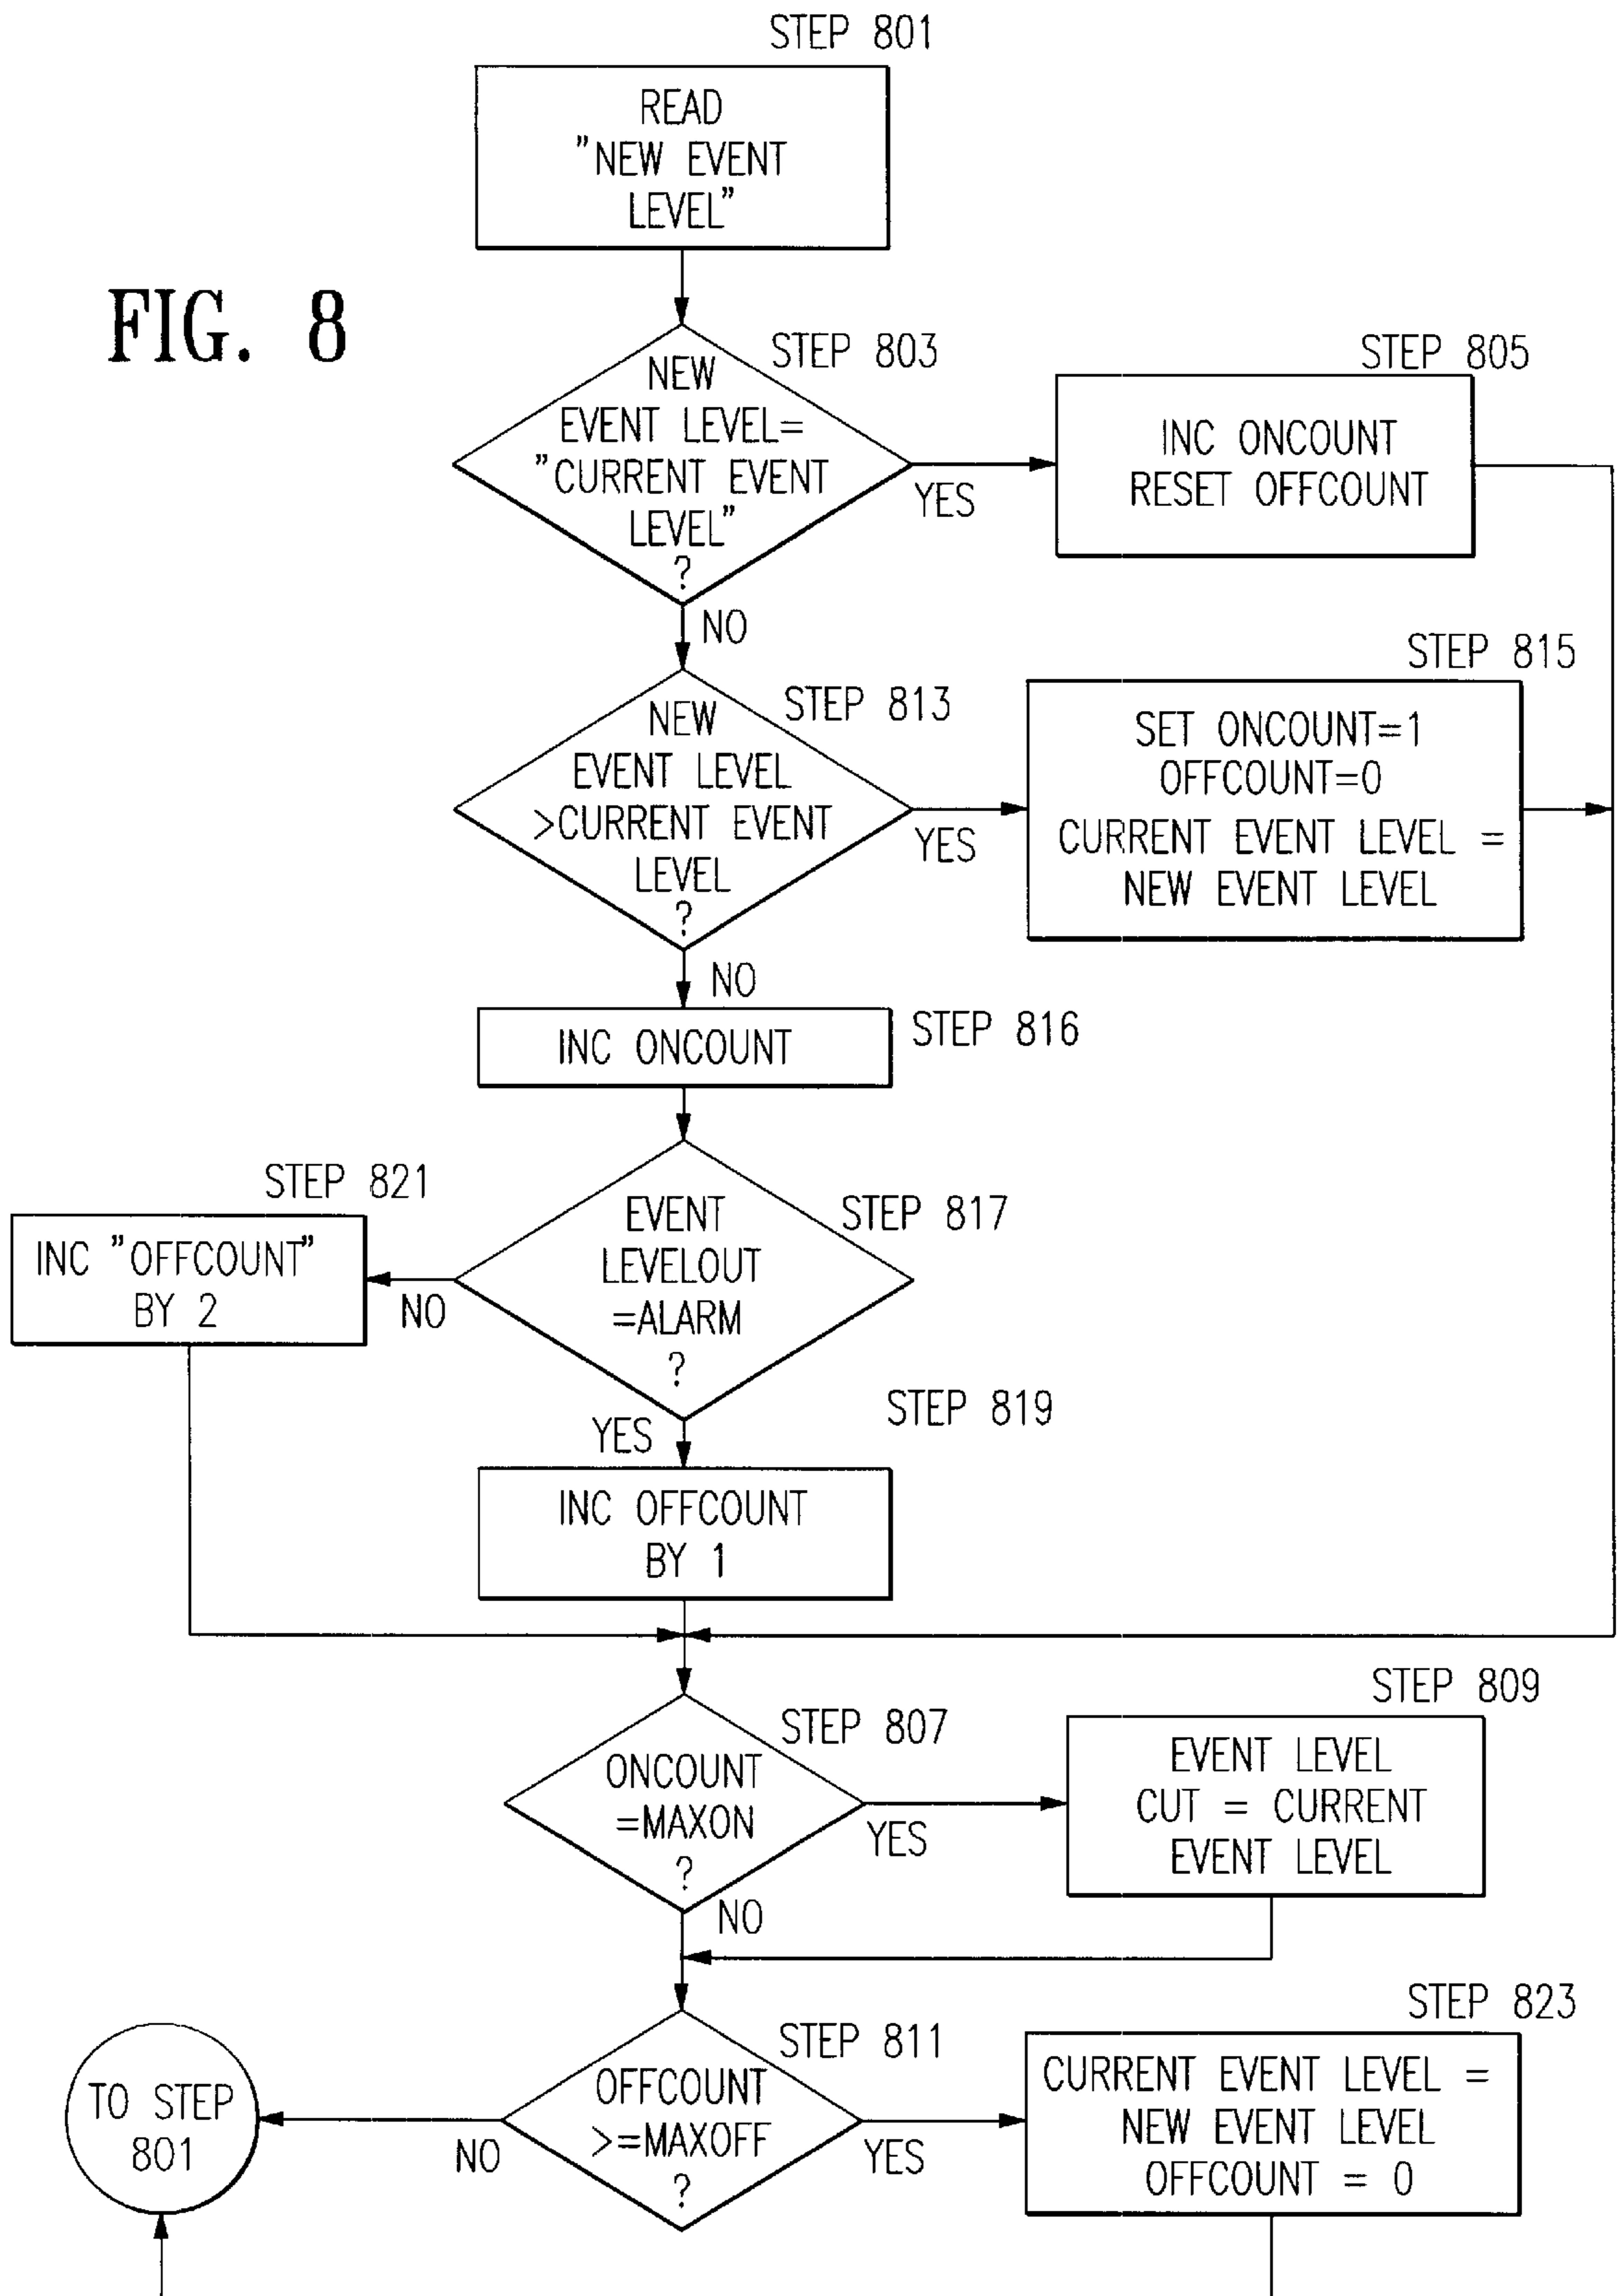 STEP 801
READ
"NEW EVENT
LEVEL"
FIG. 8
STEP 803
NEW
EVENT LEVEL=
"CURRENT EVENT
LEVEL"
?
YES
NO
STEP 805
INC ONCOUNT
RESET OFFCOUNT
STEP 813
NEW
EVENT LEVEL
>CURRENT EVENT
LEVEL
?
YES
NO
STEP 815
SET ONCOUNT=1
OFFCOUNT=0
CURRENT EVENT LEVEL =
NEW EVENT LEVEL
INC ONCOUNT
STEP 816
STEP 821
INC "OFFCOUNT"
BY 2
NO
EVENT
LEVELOUT
=ALARM
?
STEP 817
YES
STEP 819
INC OFFCOUNT
BY 1
STEP 807
ONCOUNT
=MAXON
?
YES
NO
STEP 809
EVENT LEVEL
CUT = CURRENT
EVENT LEVEL
STEP 811
OFFCOUNT
>=MAXOFF
?
YES
NO
STEP 823
CURRENT EVENT LEVEL =
NEW EVENT LEVEL
OFFCOUNT = 0
TO STEP
801